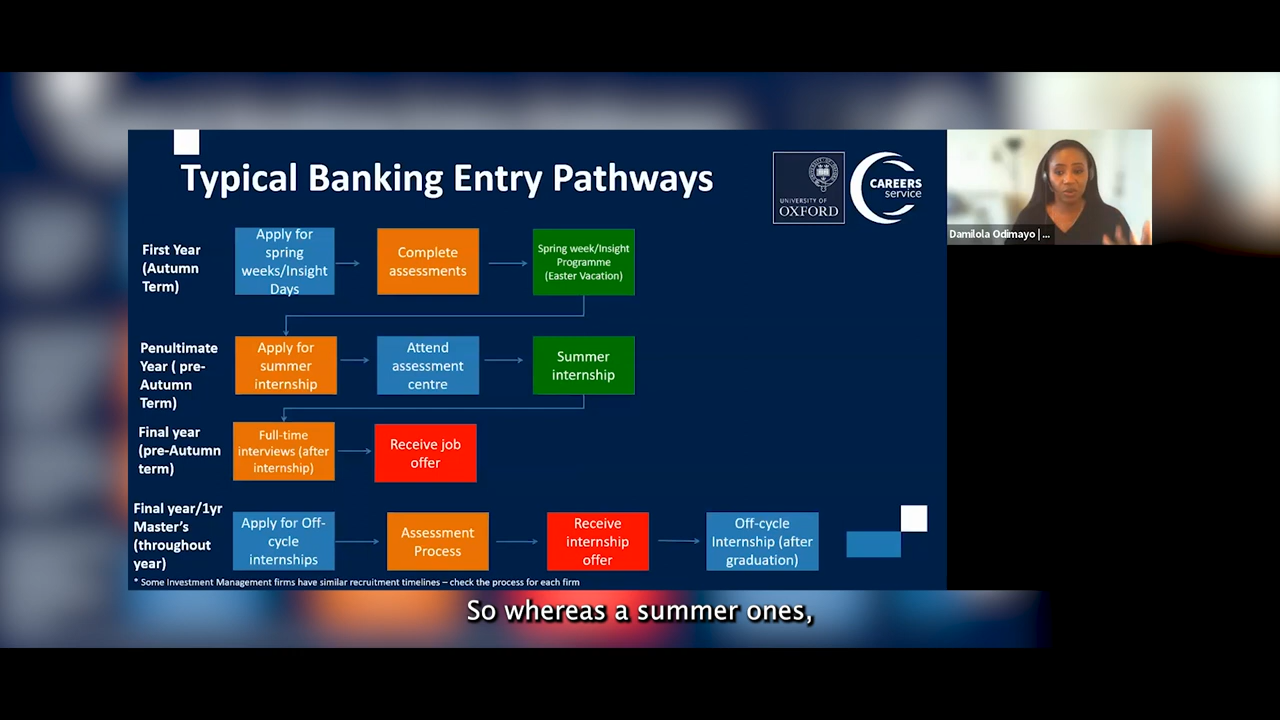 Typical Banking Entry Pathways
UNIVERSITY OF
OXFORD
CAREERS
service
Damilola Odimayo | ...
First Year
(Autumn
Term)
Apply for
spring
weeks/Insight
Days
Complete
assessments
Spring week/Insight
Programme
(Easter Vacation)
Penultimate
Year ( pre-
Autumn
Term)
Apply for
summer
internship
Attend
assessment
centre
Summer
internship
Final year
(pre-Autumn
term)
Full-time
interviews (after
internship)
Receive job
offer
Final year/1yr
Master's
(throughout
year)
Apply for Off-
cycle
internships
Assessment
Process
Receive
internship
offer
Off-cycle
Internship (after
graduation)
* Some Investment Management firms have similar recruitment timelines – check the process for each firm
So whereas a summer ones,